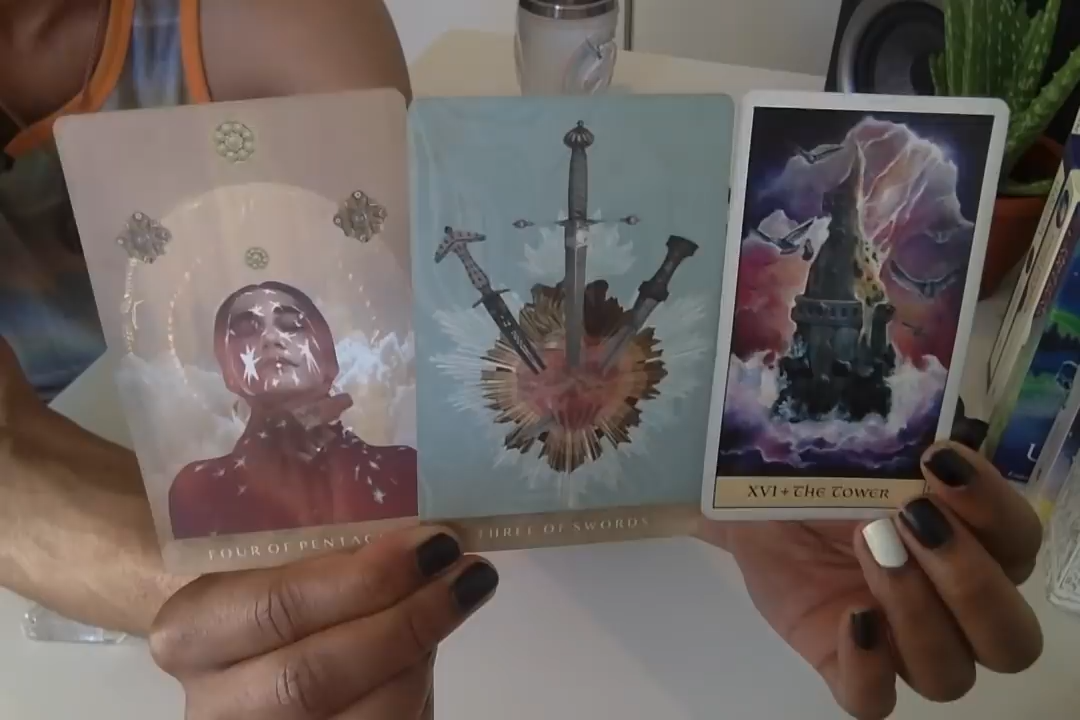 FOUR OF PENTAC
THREE OF SWORDS
XVI + THE TOWER